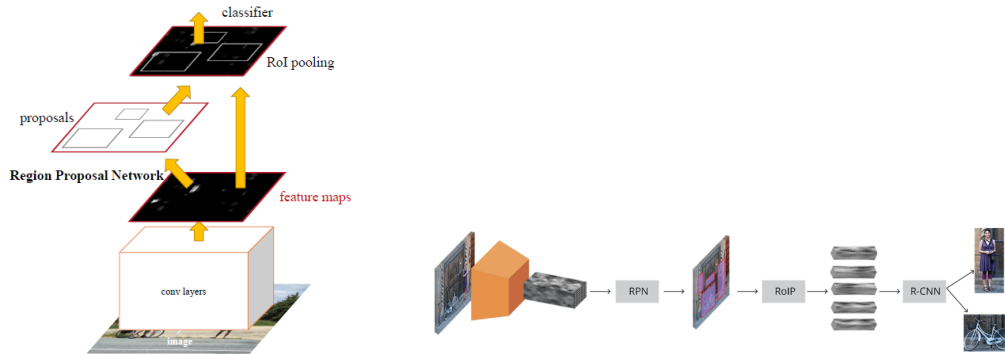 classifier
RoI pooling
proposals
Region Proposal Network
feature maps
conv layers
image
RPN
RoIP
R-CNN